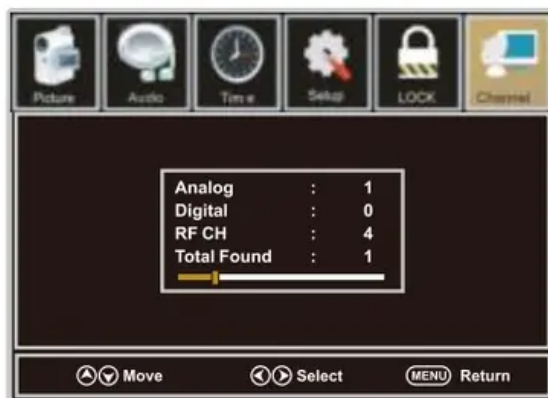 Picture Audio Time Setup LOCK Channel
Analog : 1
Digital : 0
RF CH : 4
Total Found : 1
Move Select MENU Return